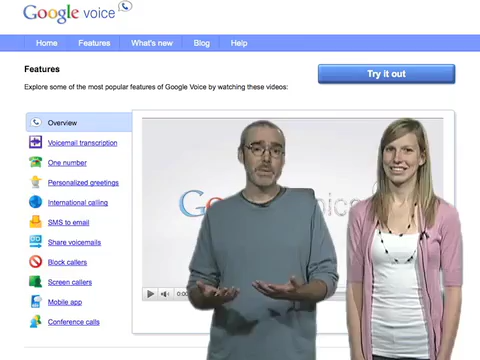 Google voice
Home Features What's new Blog Help
Features
Try it out
Explore some of the most popular features of Google Voice by watching these videos:
Overview
Voicemail transcription
One number
Personalized greetings
International calling
SMS to email
Share voicemails
Block callers
Screen callers
Mobile app
Conference calls